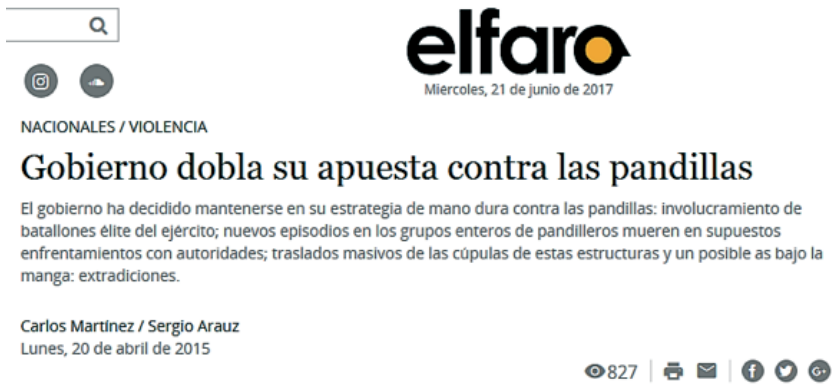 elfaro
Miércoles, 21 de junio de 2017
NACIONALES / VIOLENCIA
Gobierno dobla su apuesta contra las pandillas
El gobierno ha decidido mantenerse en su estrategia de mano dura contra las pandillas: involucramiento de
batallones élite del ejército; nuevos episodios en los grupos enteros de pandilleros mueren en supuestos
enfrentamientos con autoridades; traslados masivos de las cúpulas de estas estructuras y un posible as bajo la
manga: extradiciones.
Carlos Martínez / Sergio Arauz
Lunes, 20 de abril de 2015
827